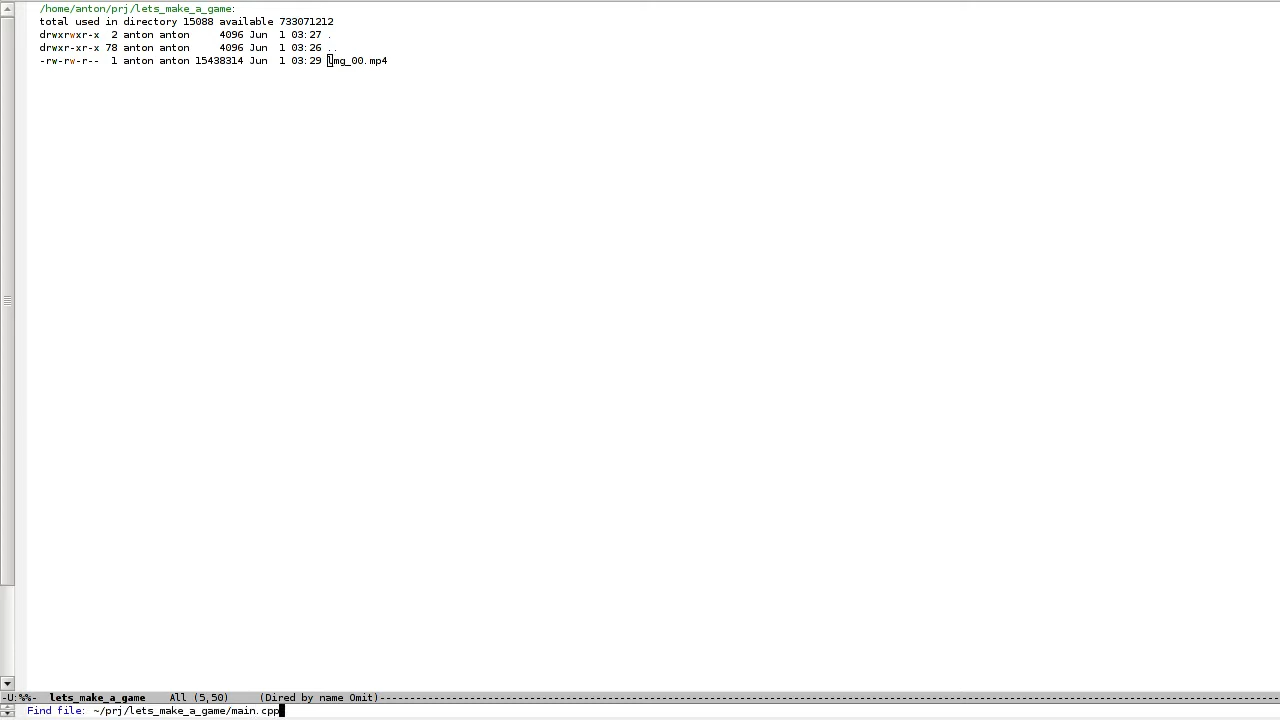 /home/anton/prj/lets_make_a_game:
total used in directory 15088 available 733071212
drwxrwxr-x  2 anton anton     4096 Jun  1 03:27 .
drwxr-xr-x 78 anton anton     4096 Jun  1 03:26 ..
-rw-rw-r--  1 anton anton 15438314 Jun  1 03:29 lmg_00.mp4
-U:%%-  lets_make_a_game    All (5,50)     (Dired by name Omit)-----------------------------------------------------------------------------------------------------------------------------------------------------
Find file: ~/prj/lets_make_a_game/main.cpp